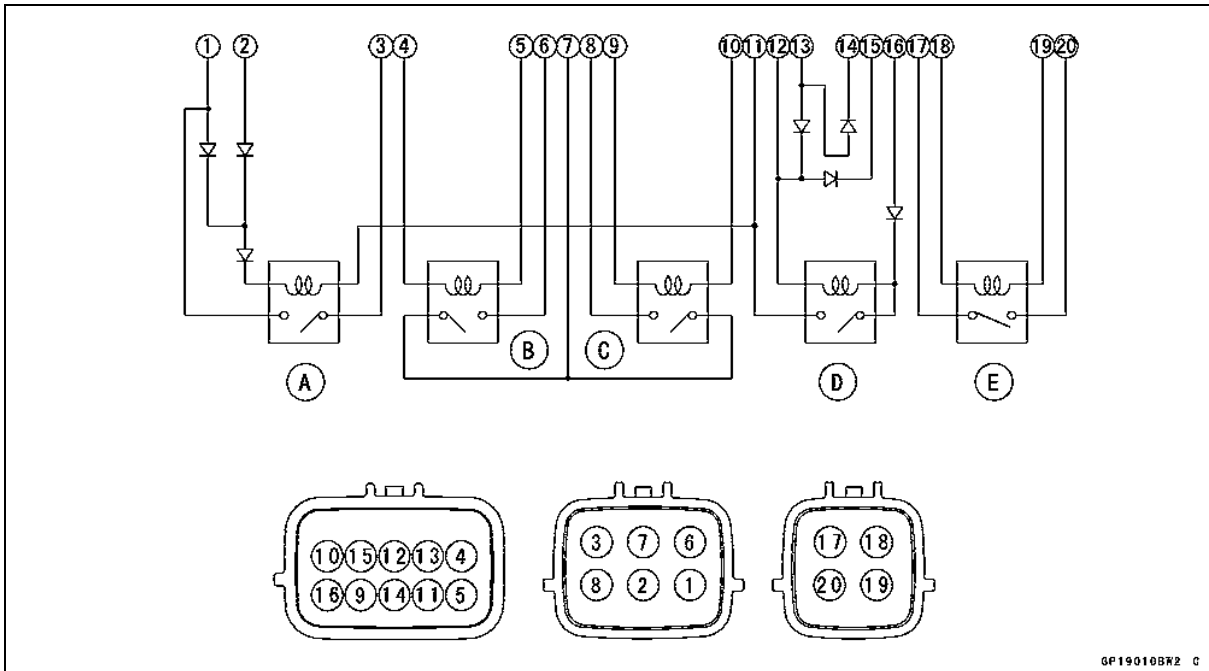 ① ② ③ ④ ⑤ ⑥ ⑦ ⑧ ⑨ ⑩ ⑪ ⑫ ⑬ ⑭ ⑮ ⑯ ⑰ ⑱ ⑲ ⑳
Ⓑ Ⓒ
Ⓐ Ⓓ Ⓔ
③ ⑦ ⑥ ⑰ ⑱
⑩ ⑮ ⑫ ⑬ ④
⑧ ② ① ⑳ ⑲
⑯ ⑨ ⑭ ⑪ ⑤
GP19010BW2 C